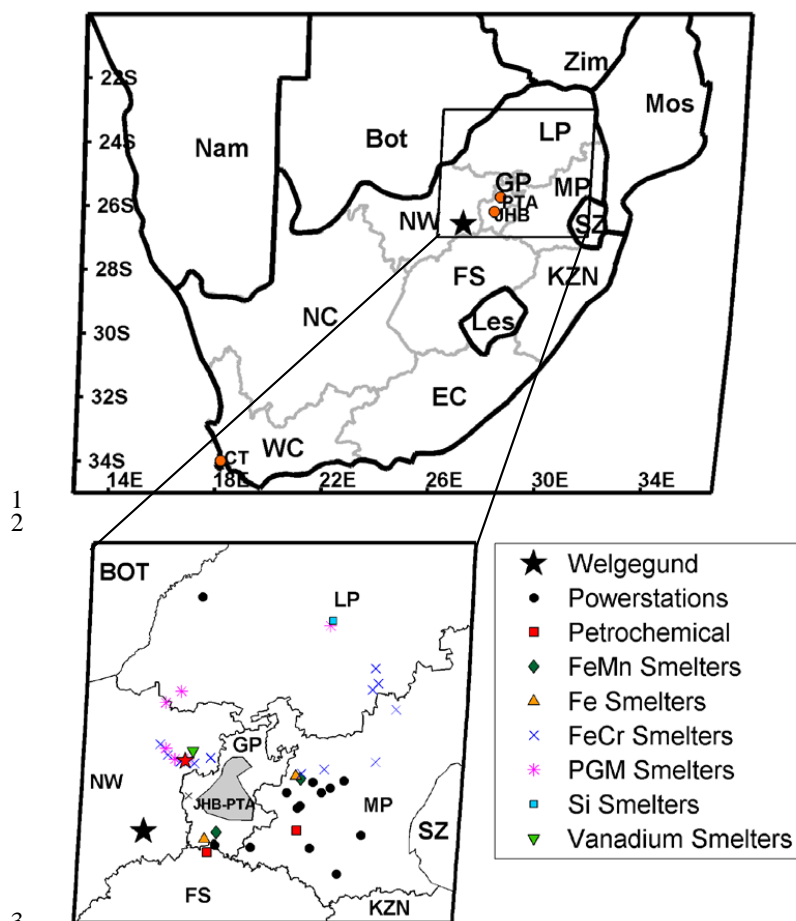 22S
Zim
Mos
24S
Nam
Bot
LP
26S
GP
MP
PTA
NW
JHB
SZ
28S
FS
KZN
NC
30S
Les
32S
EC
WC
34S
CT
14E 18E 22E 26E 30E 34E
1
2
BOT
LP
GP
NW
JHB-PTA
MP
SZ
FS
KZN
Welgegund
Powerstations
Petrochemical
FeMn Smelters
Fe Smelters
FeCr Smelters
PGM Smelters
Si Smelters
Vanadium Smelters
3